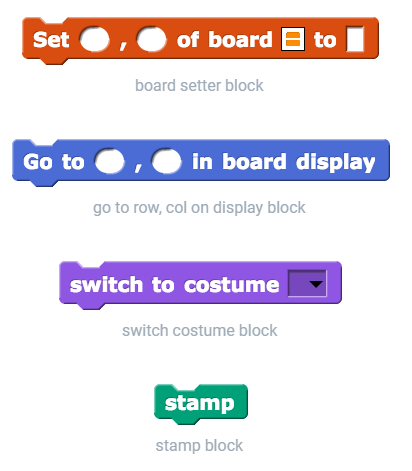 Set , of board to
board setter block
Go to , in board display
go to row, col on display block
switch to costume
switch costume block
stamp
stamp block